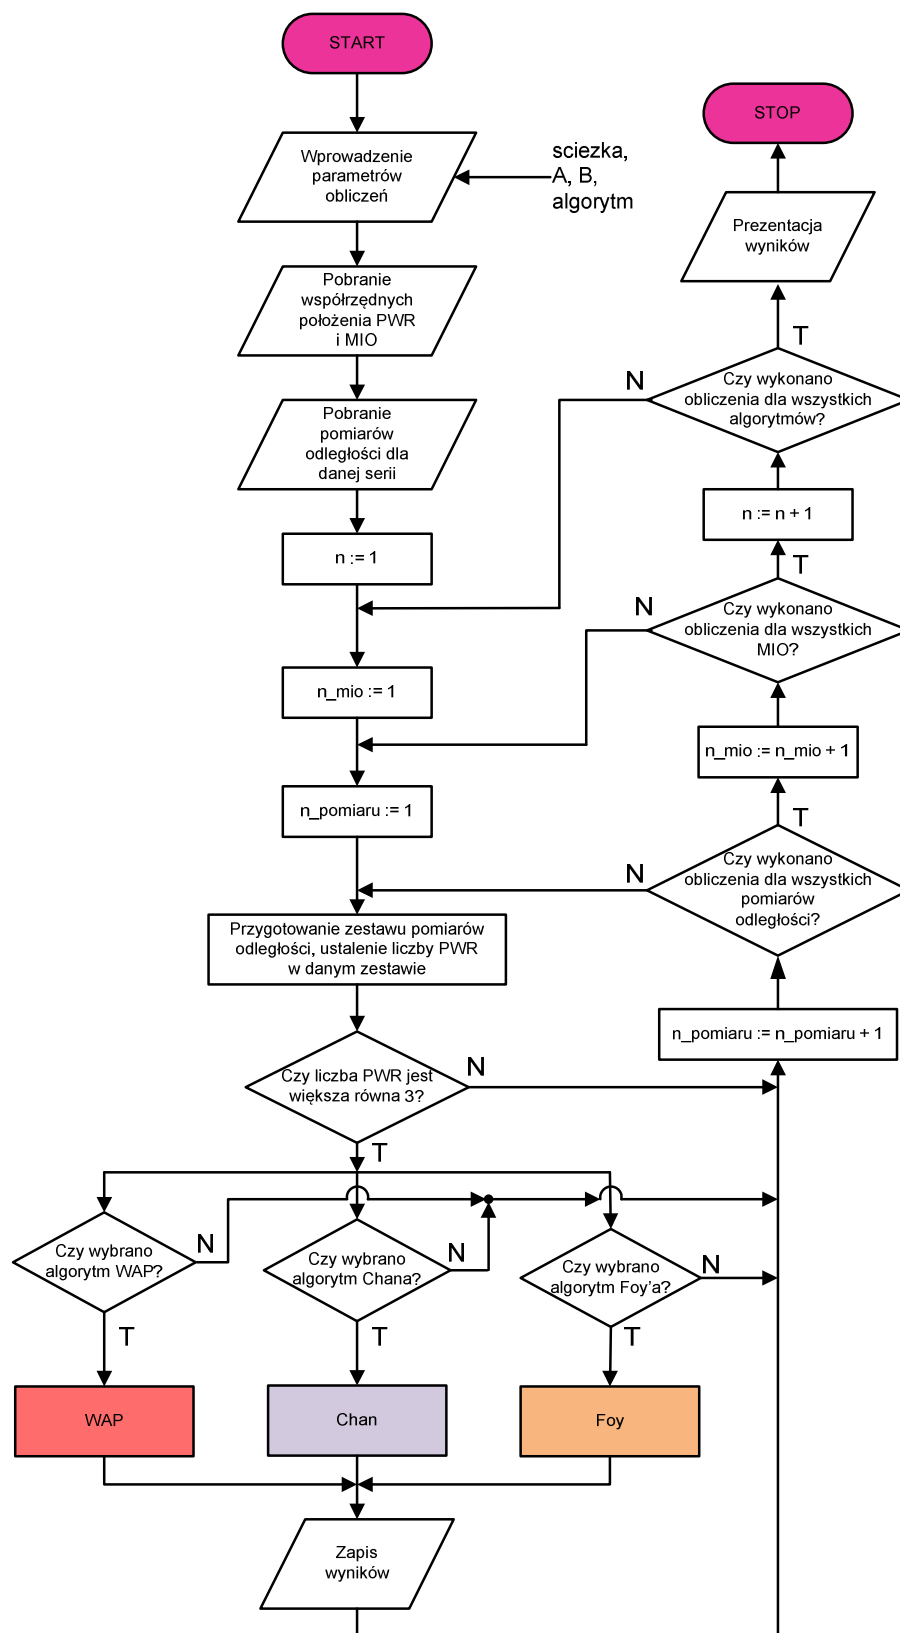 START
Wprowadzenie
parametrów
obliczeń
sciezka,
A, B,
algorytm
Pobranie
współrzędnych
położenia PWR
i MIO
Pobranie
pomiarów
odległości dla
danej serii
n := 1
n_mio := 1
n_pomiaru := 1
Przygotowanie zestawu pomiarów
odległości, ustalenie liczby PWR
w danym zestawie
Czy liczba PWR jest
większa równa 3?
N
T
Czy wybrano
algorytm WAP?
N
T
Czy wybrano
algorytm Chana?
N
T
Czy wybrano
algorytm Foy'a?
N
T
WAP
Chan
Foy
Zapis
wyników
n_pomiaru := n_pomiaru + 1
Czy wykonano
obliczenia dla wszystkich
pomiarów
odległości?
N
T
n_mio := n_mio + 1
Czy wykonano
obliczenia dla wszystkich
MIO?
N
T
n := n + 1
Czy wykonano
obliczenia dla wszystkich
algorytmów?
N
T
Prezentacja
wyników
STOP